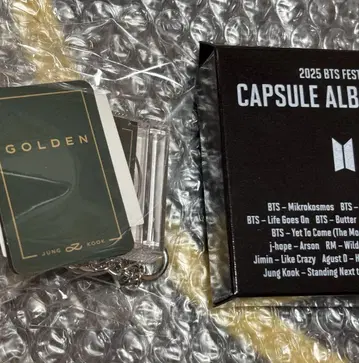 GOLDEN
JUNG KOOK
2025 BTS FEST
CAPSULE ALB
BTS – Mikrokosmos BTS –
BTS – Life Goes On BTS – Butter
BTS – Yet To Come (The Mo
j-hope – Arson RM – Wild
Jimin – Like Crazy Agust D – H
Jung Kook – Standing Next t